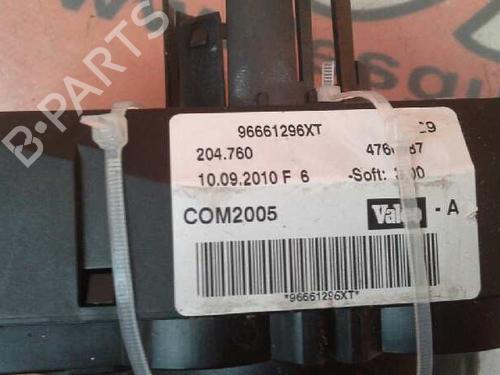 B-PARTS
96661296XT
204.760
10.09.2010 F 6 -Soft:
COM2005 Valeo - A
*96661296XT*